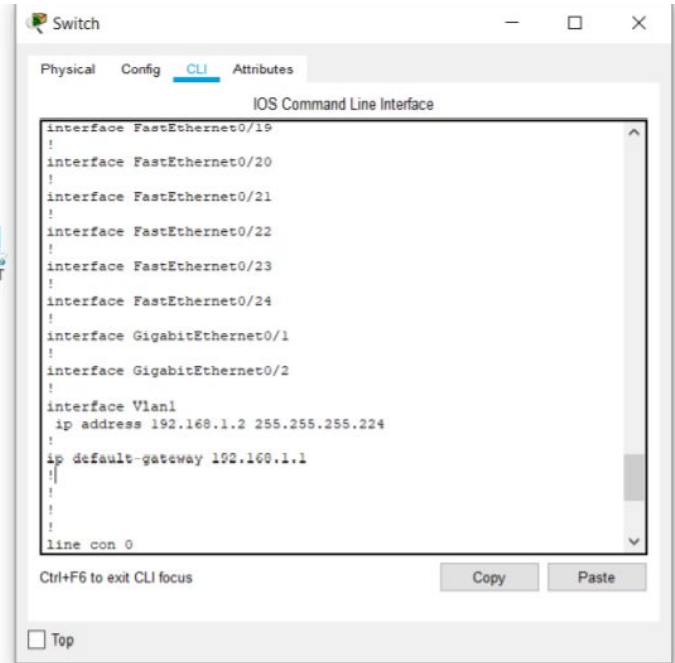 Switch
Physical Config CLI Attributes
IOS Command Line Interface
interface FastEthernet0/19
!
interface FastEthernet0/20
!
interface FastEthernet0/21
!
interface FastEthernet0/22
!
interface FastEthernet0/23
!
interface FastEthernet0/24
!
interface GigabitEthernet0/1
!
interface GigabitEthernet0/2
!
interface Vlan1
ip address 192.168.1.2 255.255.255.224
!
ip default-gateway 192.168.1.1
!
!
!
!
line con 0
Ctrl+F6 to exit CLI focus
Copy Paste
Top